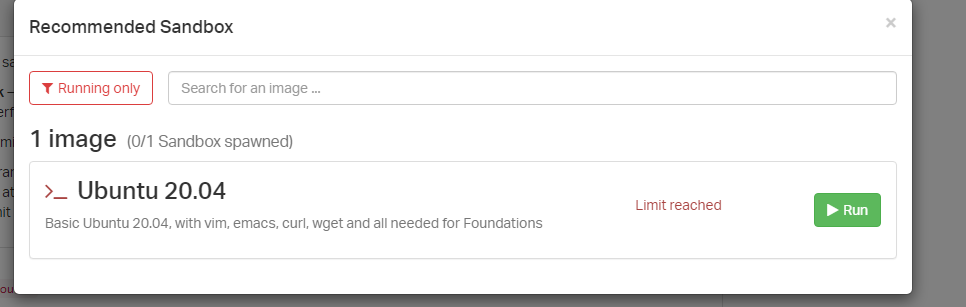 Recommended Sandbox
×
Running only
Search for an image ...
1 image (0/1 Sandbox spawned)
>_ Ubuntu 20.04
Limit reached
Run
Basic Ubuntu 20.04, with vim, emacs, curl, wget and all needed for Foundations